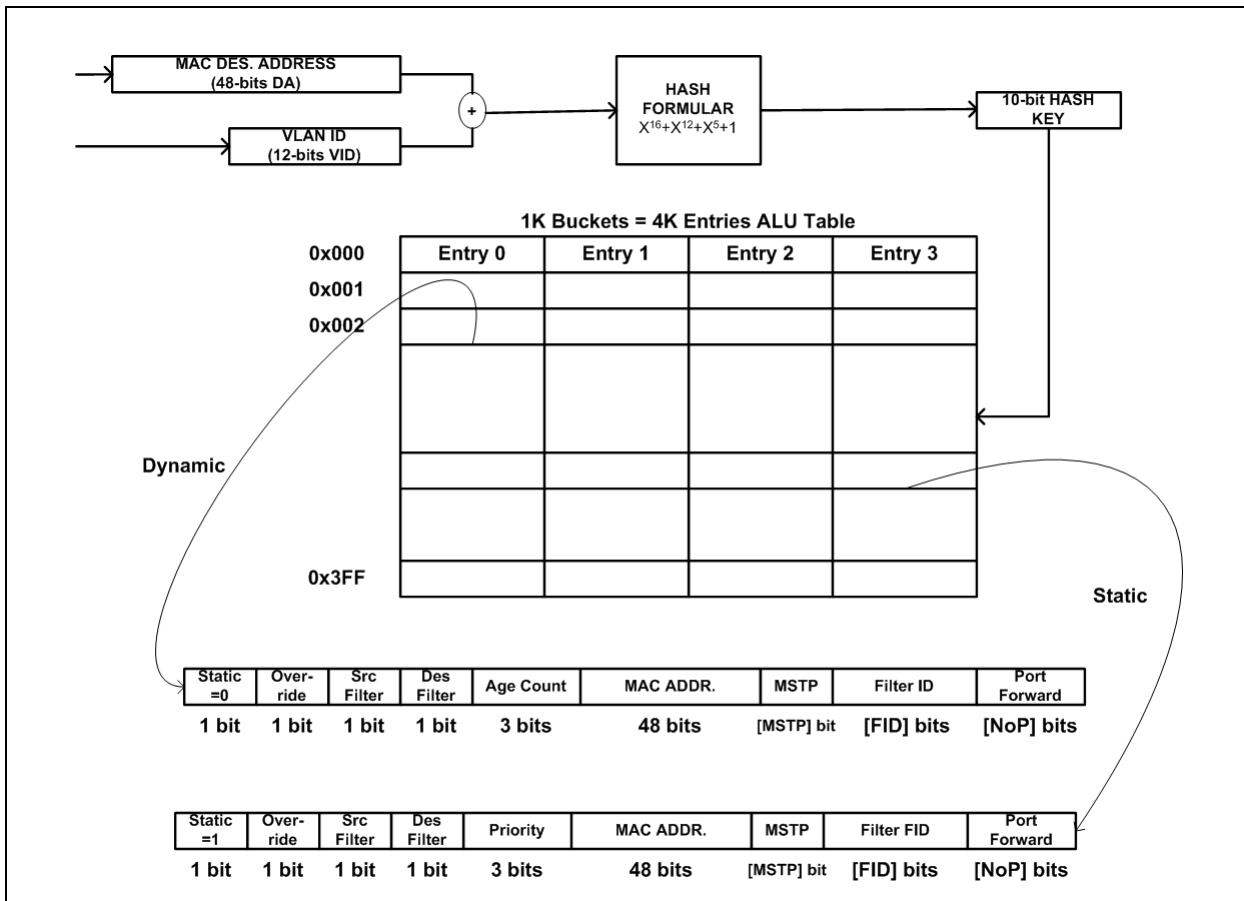 MAC DES. ADDRESS
(48-bits DA)
VLAN ID
(12-bits VID)
+
HASH
FORMULAR
X¹⁶+X¹²+X⁵+1
10-bit HASH
KEY
1K Buckets = 4K Entries ALU Table
0x000
Entry 0
Entry 1
Entry 2
Entry 3
0x001
0x002
Dynamic
0x3FF
Static
Static
=0
Over-
ride
Src
Filter
Des
Filter
Age Count
MAC ADDR.
MSTP
Filter ID
Port
Forward
1 bit
1 bit
1 bit
1 bit
3 bits
48 bits
[MSTP] bit
[FID] bits
[NoP] bits
Static
=1
Over-
ride
Src
Filter
Des
Filter
Priority
MAC ADDR.
MSTP
Filter FID
Port
Forward
1 bit
1 bit
1 bit
1 bit
3 bits
48 bits
[MSTP] bit
[FID] bits
[NoP] bits